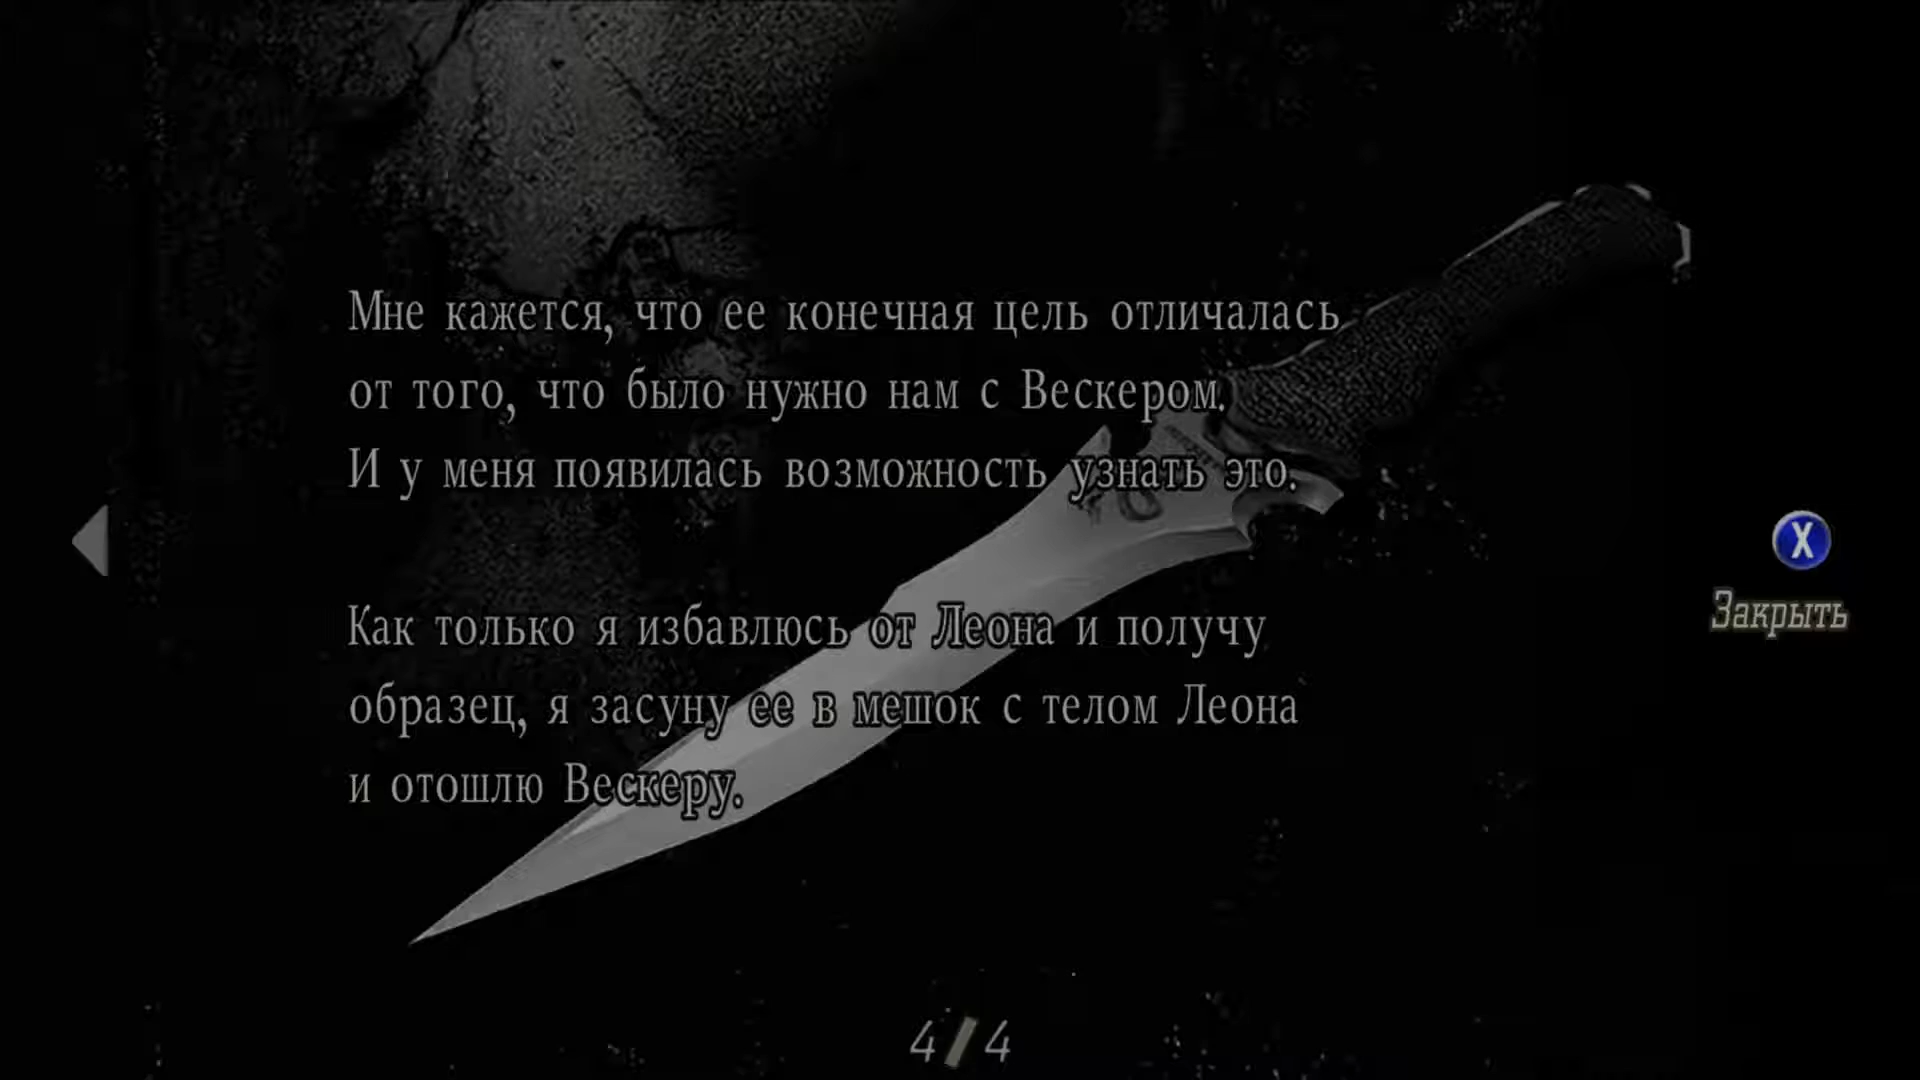 Мне кажется, что ее конечная цель отличалась
от того, что было нужно нам с Вескером.
И у меня появилась возможность узнать это.
Как только я избавлюсь от Леона и получу
образец, я засуну ее в мешок с телом Леона
и отошлю Вескеру.
X
Закрыть
4/4